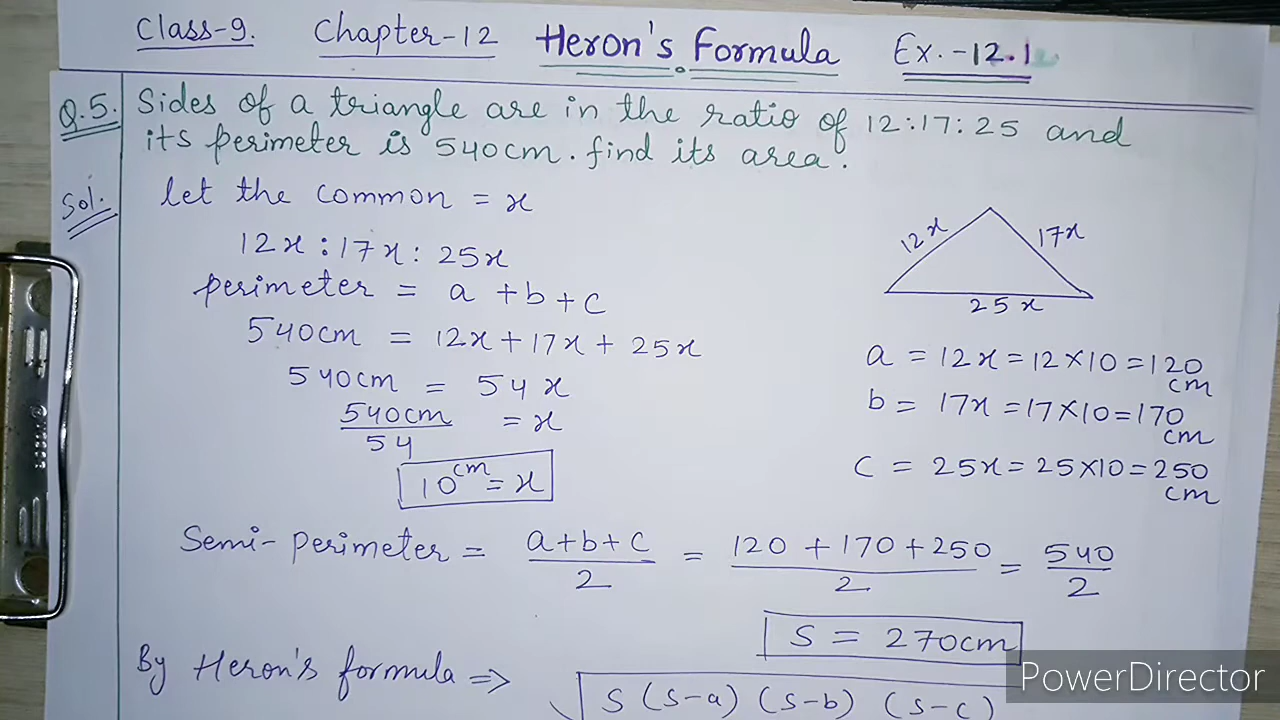 Class-9. Chapter-12 Heron's Formula Ex.-12.1
Q.5. Sides of a triangle are in the ratio of 12:17:25 and
its perimeter is 540cm. find its area.
Sol. let the common = x
12x : 17x : 25x
perimeter = a + b + c
540cm = 12x + 17x + 25x
540cm = 54x
540cm/54 = x
10cm = x
12x
17x
25x
a = 12x = 12×10 = 120 cm
b = 17x = 17×10 = 170 cm
c = 25x = 25×10 = 250 cm
Semi-perimeter = a+b+c/2 = 120+170+250/2 = 540/2
S = 270cm
By Heron's formula ⇒ √S(S-a) (S-b) (S-c)
PowerDirector